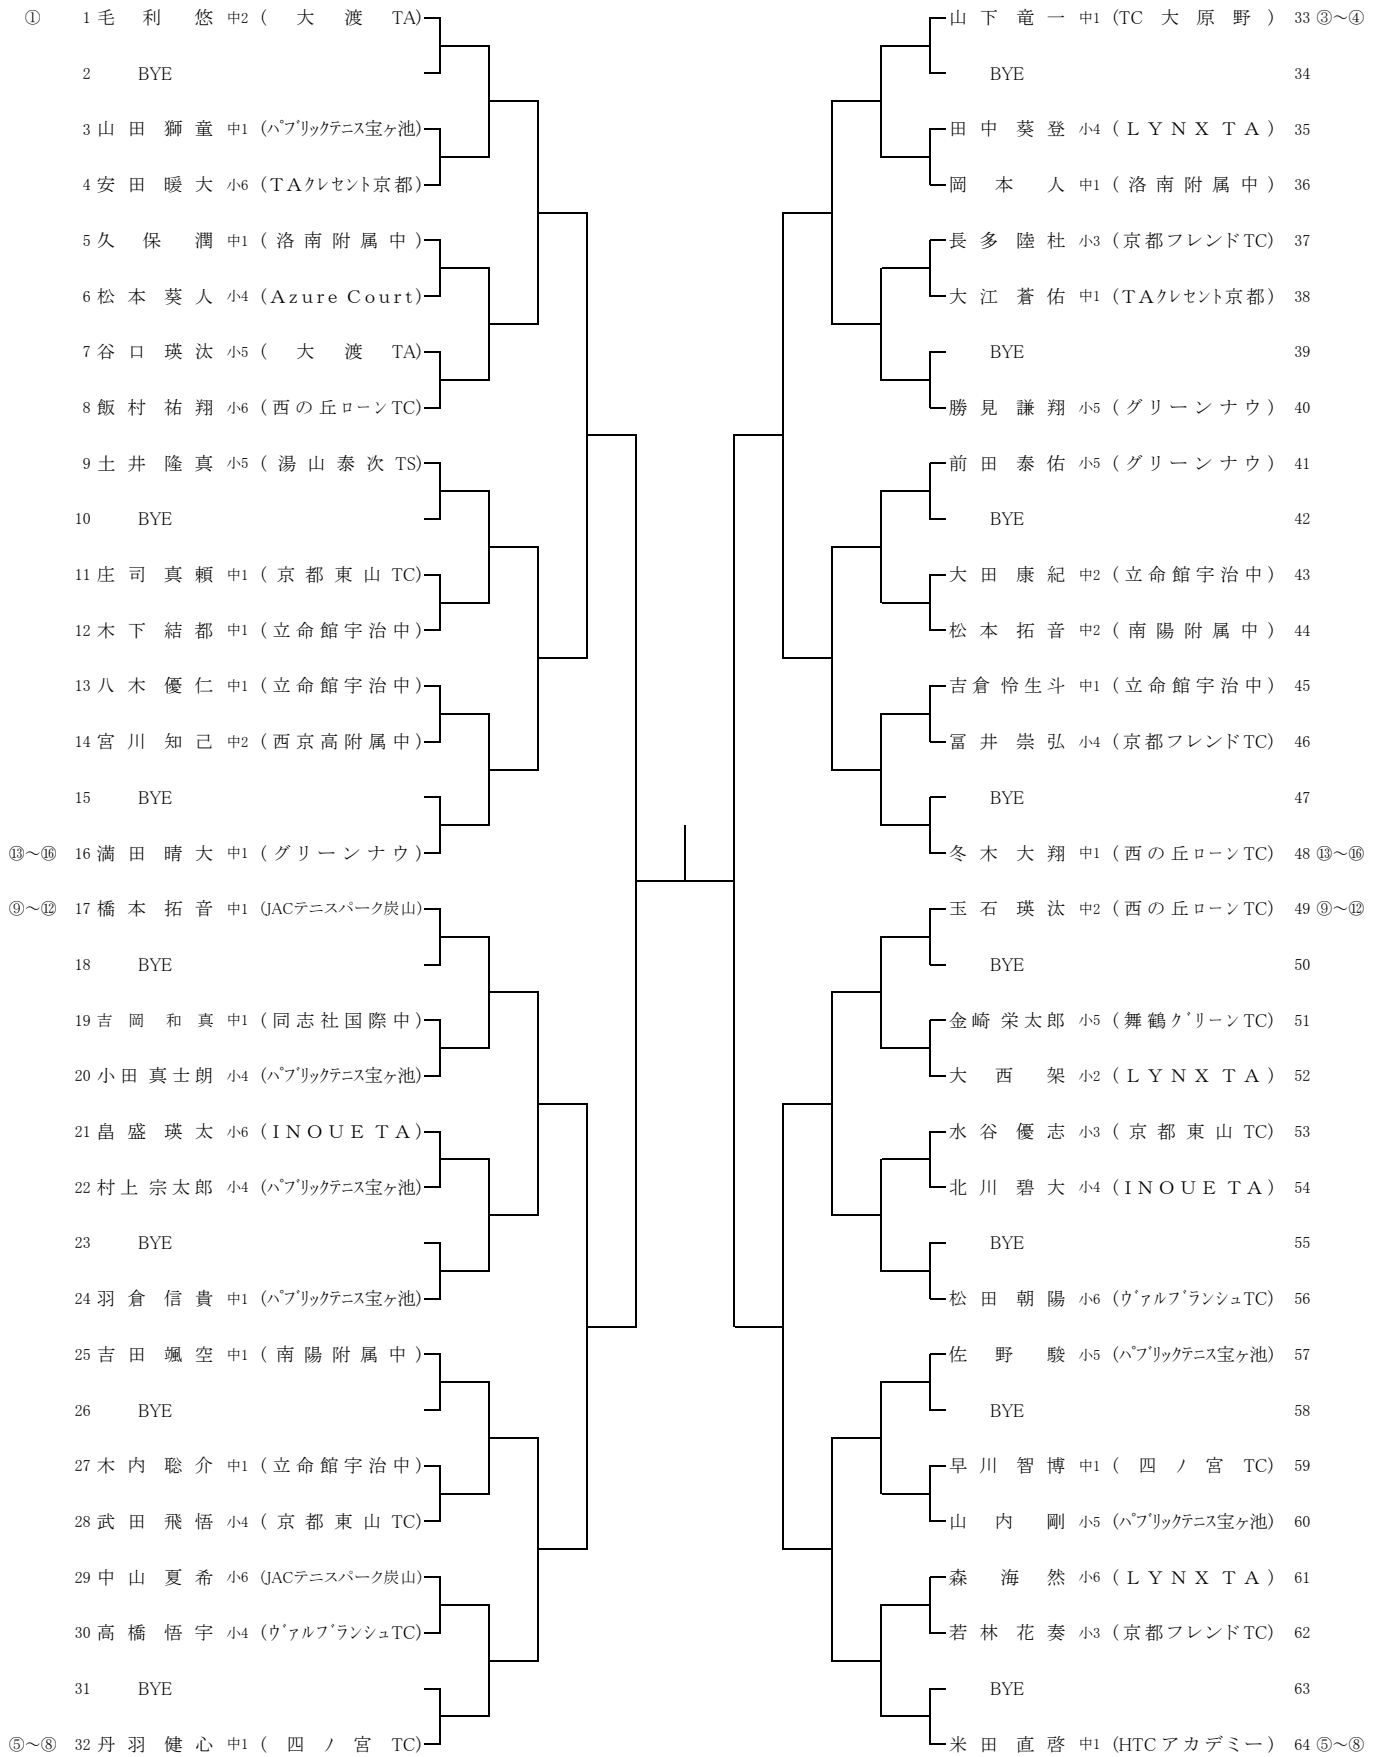 ① 1 毛利 悠 中2 (大渡 TA)
2 BYE
3 山田 獅童 中1 (パブリックテニス宝ヶ池)
4 安田 暖大 小6 (TAクレセント京都)
5 久保 潤 中1 (洛南附属中)
6 松本 葵人 小4 (Azure Court)
7 谷口 瑛汰 小5 (大渡 TA)
8 飯村 祐翔 小6 (西の丘ローンTC)
9 土井 隆真 小5 (湯山泰次 TS)
10 BYE
11 庄司 真頼 中1 (京都東山 TC)
12 木下 結都 中1 (立命館宇治中)
13 八木 優仁 中1 (立命館宇治中)
14 宮川 知己 中2 (西京高附属中)
15 BYE
⑬～⑯ 16 満田 晴大 中1 (グリーンナウ)
⑨～⑫ 17 橋本 拓音 中1 (JACテニスパーク炭山)
18 BYE
19 吉岡 和真 中1 (同志社国際中)
20 小田 真士朗 小4 (パブリックテニス宝ヶ池)
21 畠盛 瑛太 小6 (INOUE TA)
22 村上 宗太郎 小4 (パブリックテニス宝ヶ池)
23 BYE
24 羽倉 信貴 中1 (パブリックテニス宝ヶ池)
25 吉田 颯空 中1 (南陽附属中)
26 BYE
27 木内 聡介 中1 (立命館宇治中)
28 武田 飛悟 小4 (京都東山 TC)
29 中山 夏希 小6 (JACテニスパーク炭山)
30 高橋 悟宇 小4 (ヴァルブランシュTC)
31 BYE
⑤～⑧ 32 丹羽 健心 中1 (四ノ宮 TC)
山下 竜一 中1 (TC大原野) 33 ③～④
BYE 34
田中 葵登 小4 (LYNX TA) 35
岡本 人 中1 (洛南附属中) 36
長多 陸杜 小3 (京都フレンドTC) 37
大江 蒼佑 中1 (TAクレセント京都) 38
BYE 39
勝見 謙翔 小5 (グリーンナウ) 40
前田 泰佑 小5 (グリーンナウ) 41
BYE 42
大田 康紀 中2 (立命館宇治中) 43
松本 拓音 中2 (南陽附属中) 44
吉倉 怜生斗 中1 (立命館宇治中) 45
冨井 崇弘 小4 (京都フレンドTC) 46
BYE 47
冬木 大翔 中1 (西の丘ローンTC) 48 ⑬～⑯
玉石 瑛汰 中2 (西の丘ローンTC) 49 ⑨～⑫
BYE 50
金崎 栄太郎 小5 (舞鶴グリーンTC) 51
大西 架 小2 (LYNX TA) 52
水谷 優志 小3 (京都東山 TC) 53
北川 碧大 小4 (INOUE TA) 54
BYE 55
松田 朝陽 小6 (ヴァルブランシュTC) 56
佐野 駿 小5 (パブリックテニス宝ヶ池) 57
BYE 58
早川 智博 中1 (四ノ宮 TC) 59
山内 剛 小5 (パブリックテニス宝ヶ池) 60
森 海然 小6 (LYNX TA) 61
若林 花奏 小3 (京都フレンドTC) 62
BYE 63
米田 直啓 中1 (HTCアカデミー) 64 ⑤～⑧